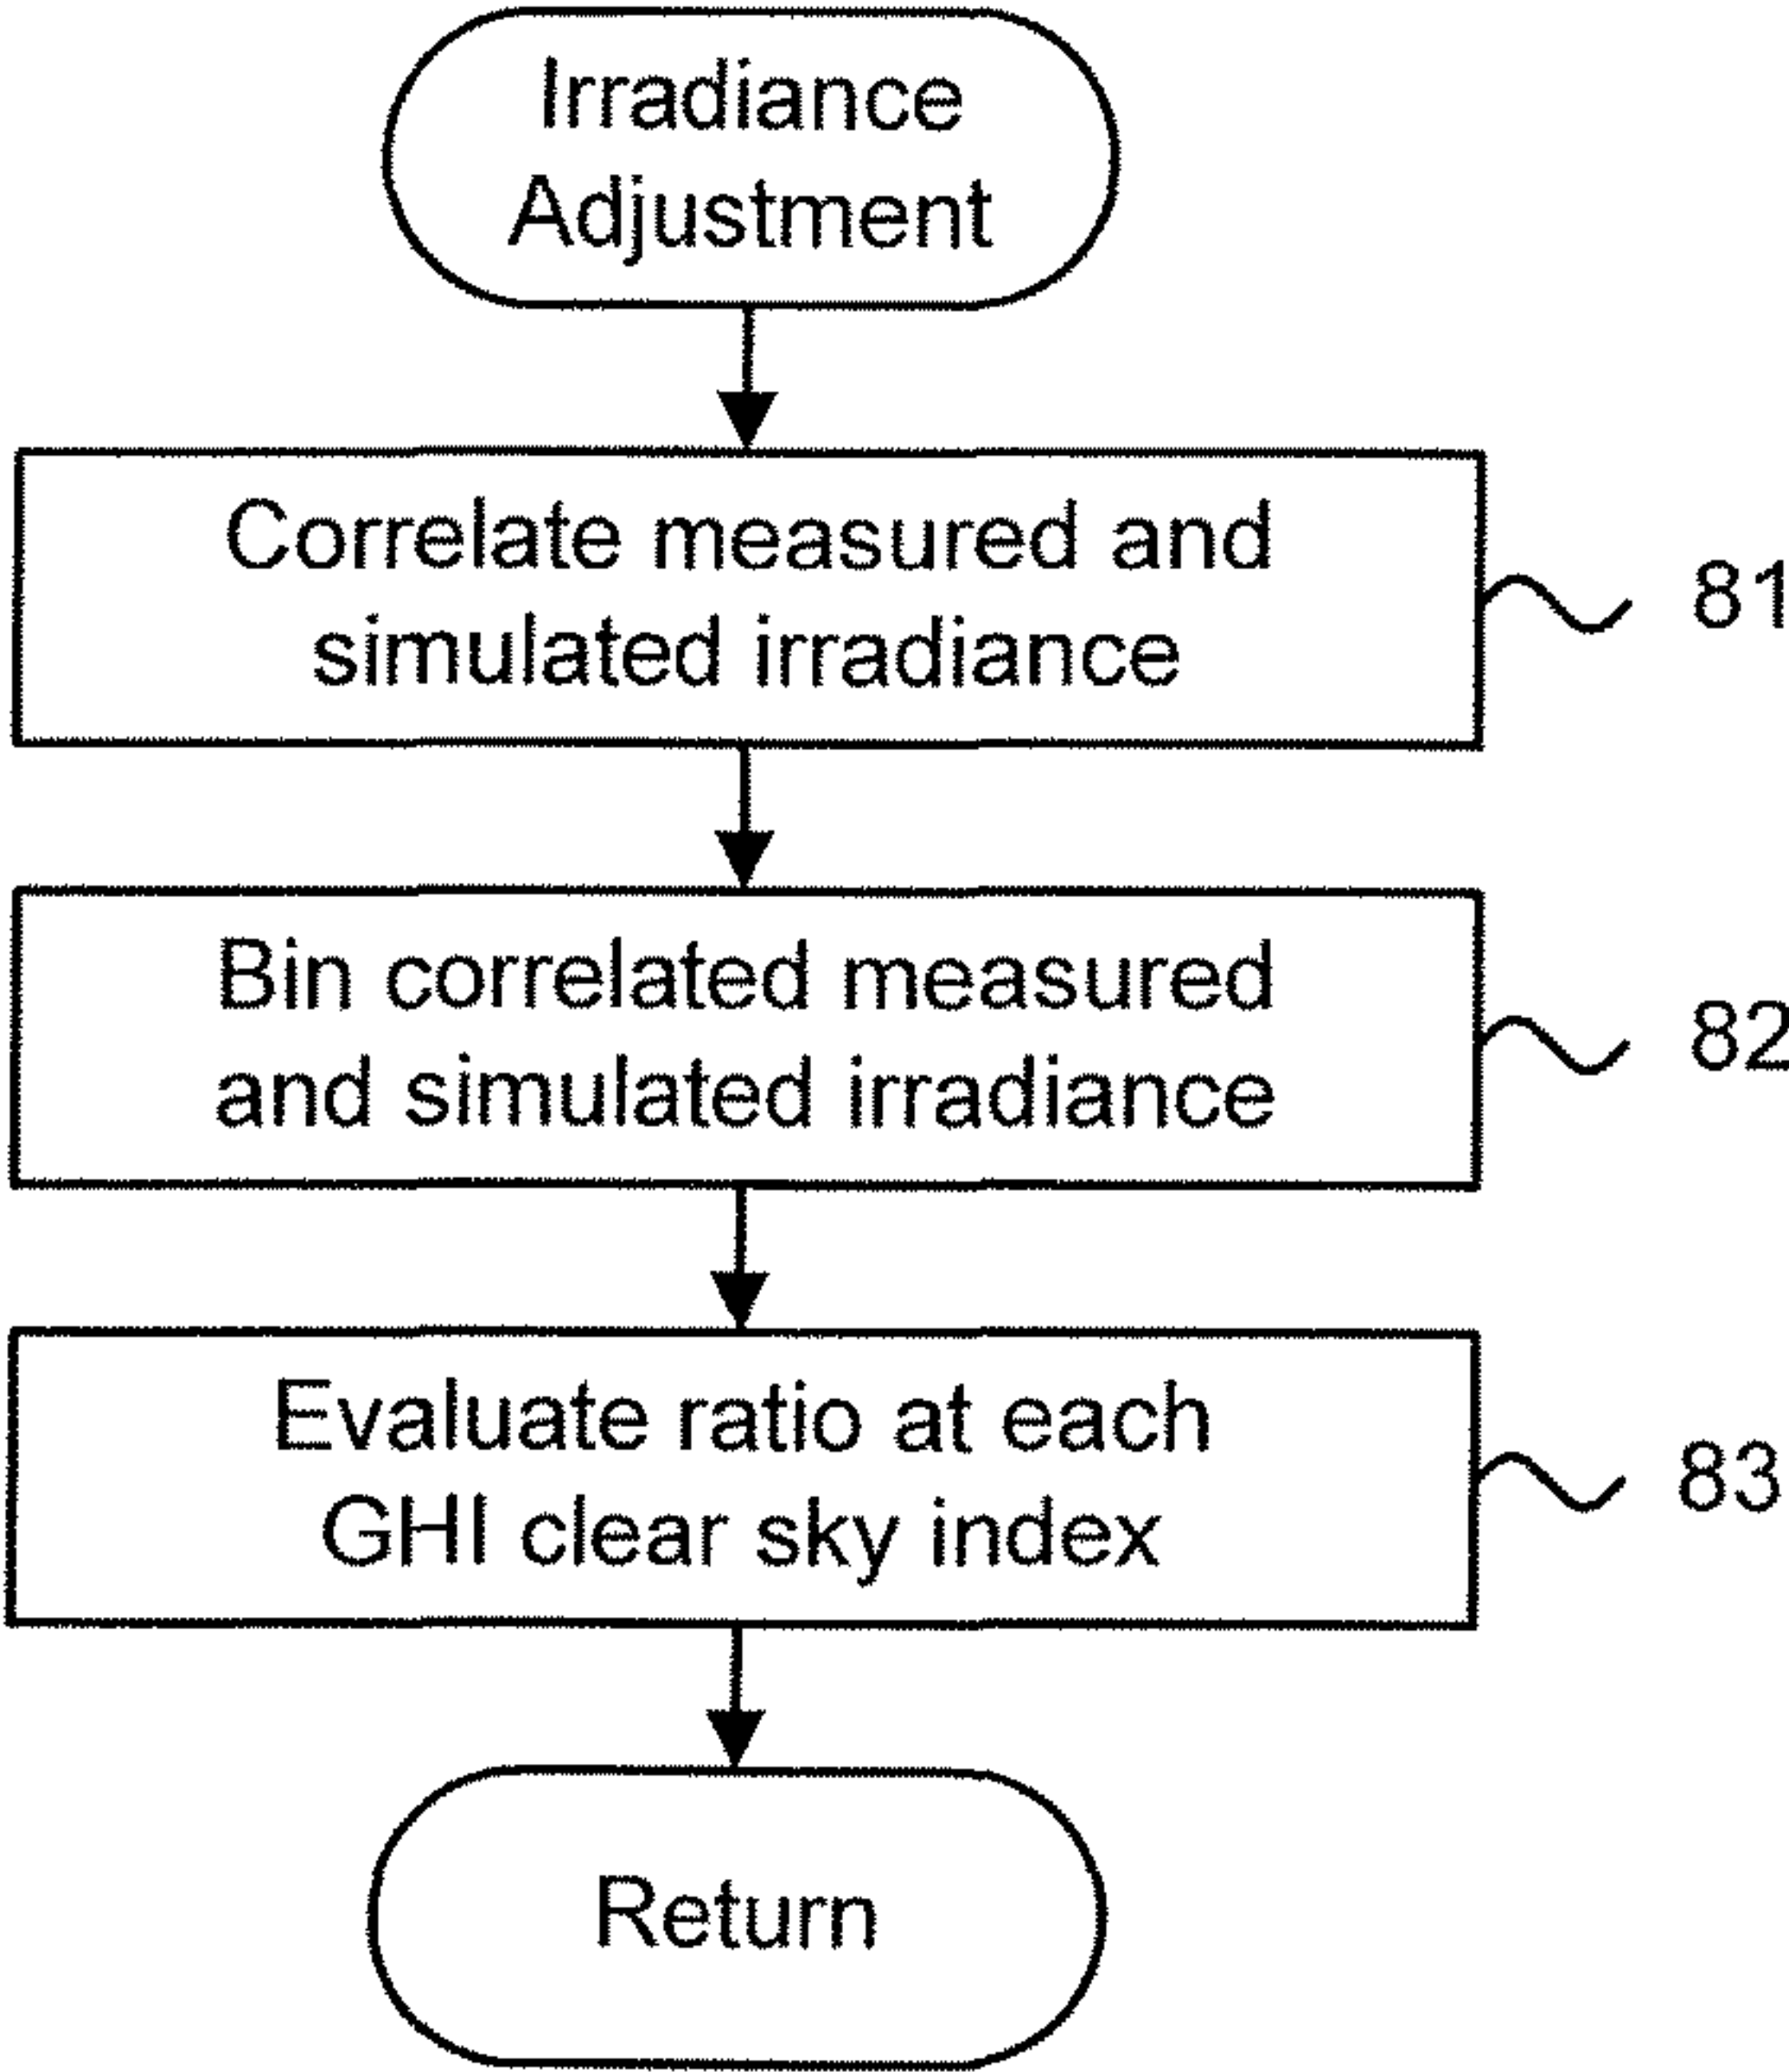 Irradiance
Adjustment
Correlate measured and
simulated irradiance
81
Bin correlated measured
and simulated irradiance
82
Evaluate ratio at each
GHI clear sky index
83
Return